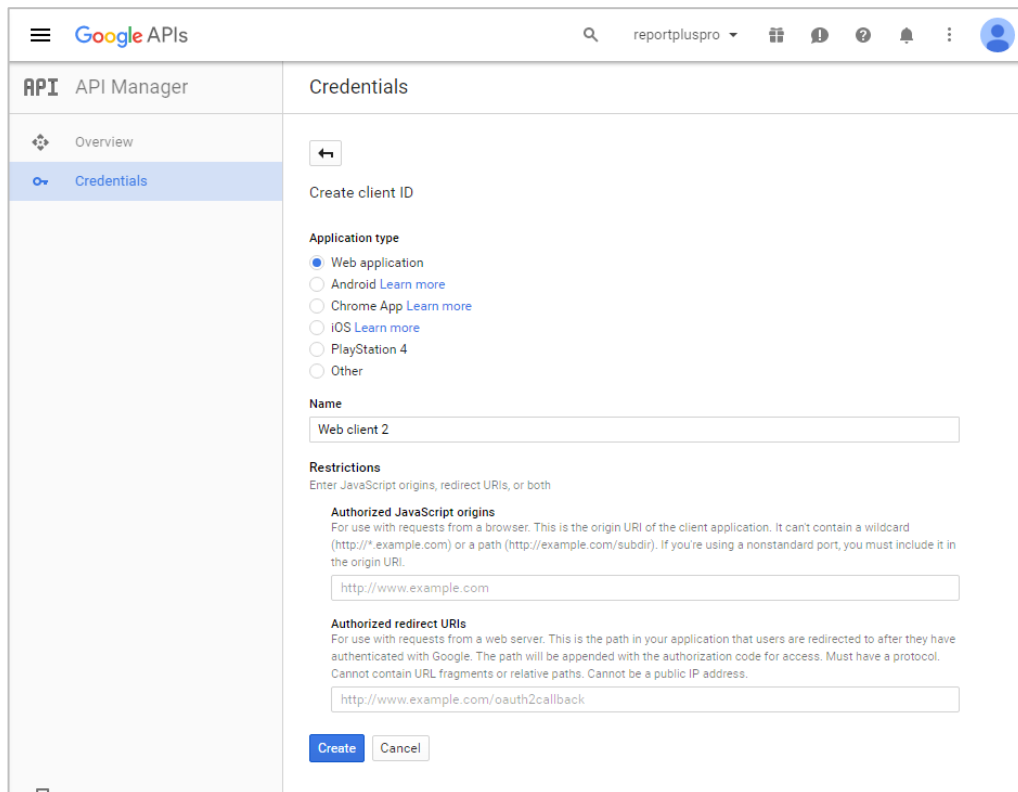 Google APIs
reportpluspro
API API Manager
Credentials
Overview
Credentials
Create client ID
Application type
Web application
Android Learn more
Chrome App Learn more
iOS Learn more
PlayStation 4
Other
Name
Web client 2
Restrictions
Enter JavaScript origins, redirect URIs, or both
Authorized JavaScript origins
For use with requests from a browser. This is the origin URI of the client application. It can't contain a wildcard
(http://*.example.com) or a path (http://example.com/subdir). If you're using a nonstandard port, you must include it in
the origin URI.
http://www.example.com
Authorized redirect URIs
For use with requests from a web server. This is the path in your application that users are redirected to after they have
authenticated with Google. The path will be appended with the authorization code for access. Must have a protocol.
Cannot contain URL fragments or relative paths. Cannot be a public IP address.
http://www.example.com/oauth2callback
Create Cancel